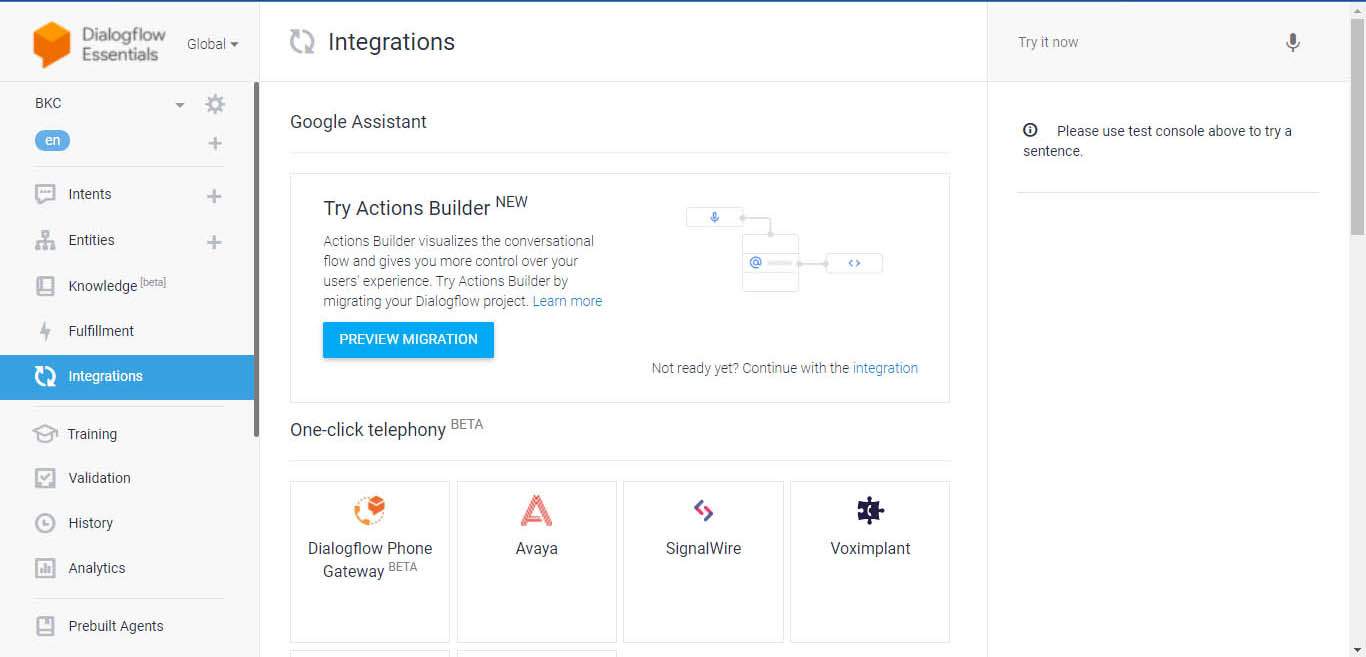 Dialogflow
Essentials
Global
BKC
en
Intents
Entities
Knowledge [beta]
Fulfillment
Integrations
Training
Validation
History
Analytics
Prebuilt Agents
Integrations
Google Assistant
Try Actions Builder NEW
Actions Builder visualizes the conversational
flow and gives you more control over your
users' experience. Try Actions Builder by
migrating your Dialogflow project. Learn more
PREVIEW MIGRATION
Not ready yet? Continue with the integration
One-click telephony BETA
Dialogflow Phone
Gateway BETA
Avaya
SignalWire
Voximplant
Try it now
Please use test console above to try a
sentence.